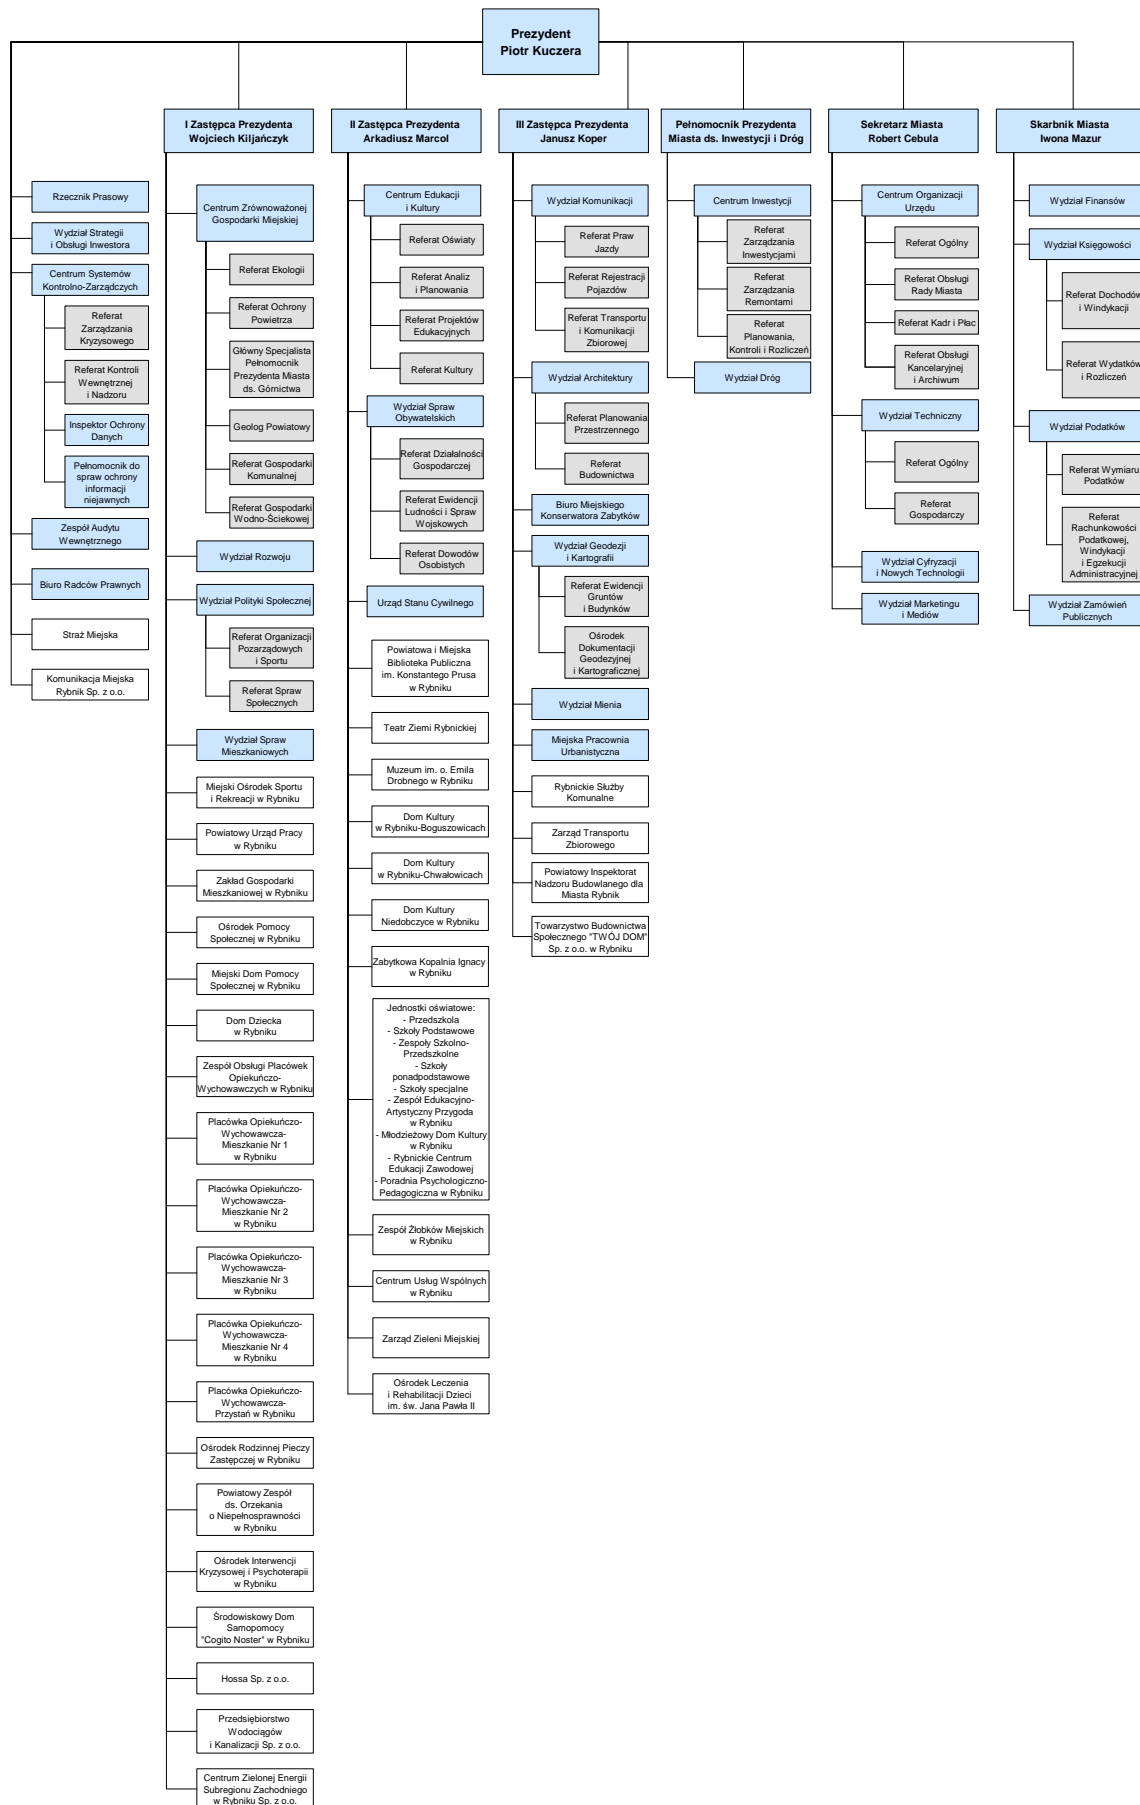 Prezydent
Piotr Kuczera
I Zastępca Prezydenta
Wojciech Kiljańczyk
II Zastępca Prezydenta
Arkadiusz Marcol
III Zastępca Prezydenta
Janusz Koper
Pełnomocnik Prezydenta
Miasta ds. Inwestycji i Dróg
Sekretarz Miasta
Robert Cebula
Skarbnik Miasta
Iwona Mazur
Rzecznik Prasowy
Wydział Strategii
i Obsługi Inwestora
Centrum Systemów
Kontrolno-Zarządczych
Referat
Zarządzania
Kryzysowego
Referat Kontroli
Wewnętrznej
i Nadzoru
Inspektor Ochrony
Danych
Pełnomocnik do
spraw ochrony
informacji
niejawnych
Zespół Audytu
Wewnętrznego
Biuro Radców Prawnych
Straż Miejska
Komunikacja Miejska
Rybnik Sp. z o.o.
Centrum Zrównoważonej
Gospodarki Miejskiej
Referat Ekologii
Referat Ochrony
Powietrza
Główny Specjalista
Pełnomocnik
Prezydenta Miasta
ds. Górnictwa
Geolog Powiatowy
Referat Gospodarki
Komunalnej
Referat Gospodarki
Wodno-Ściekowej
Wydział Rozwoju
Wydział Polityki Społecznej
Referat Organizacji
Pozarządowych
i Sportu
Referat Spraw
Społecznych
Wydział Spraw
Mieszkaniowych
Miejski Ośrodek Sportu
i Rekreacji w Rybniku
Powiatowy Urząd Pracy
w Rybniku
Zakład Gospodarki
Mieszkaniowej w Rybniku
Ośrodek Pomocy
Społecznej w Rybniku
Miejski Dom Pomocy
Społecznej w Rybniku
Dom Dziecka
w Rybniku
Zespół Obsługi Placówek
Opiekuńczo-
Wychowawczych w Rybniku
Placówka Opiekuńczo-
Wychowawcza-
Mieszkanie Nr 1
w Rybniku
Placówka Opiekuńczo-
Wychowawcza-
Mieszkanie Nr 2
w Rybniku
Placówka Opiekuńczo-
Wychowawcza-
Mieszkanie Nr 3
w Rybniku
Placówka Opiekuńczo-
Wychowawcza-
Mieszkanie Nr 4
w Rybniku
Placówka Opiekuńczo-
Wychowawcza-
Przystań w Rybniku
Ośrodek Rodzinnej Pieczy
Zastępczej w Rybniku
Powiatowy Zespół
ds. Orzekania
o Niepełnosprawności
w Rybniku
Ośrodek Interwencji
Kryzysowej i Psychoterapii
w Rybniku
Środowiskowy Dom
Samopomocy
"Cogito Noster" w Rybniku
Hossa Sp. z o.o.
Przedsiębiorstwo
Wodociągów
i Kanalizacji Sp. z o.o.
Centrum Zielonej Energii
Subregionu Zachodniego
w Rybniku Sp. z o.o.
Centrum Edukacji
i Kultury
Referat Oświaty
Referat Analiz
i Planowania
Referat Projektów
Edukacyjnych
Referat Kultury
Wydział Spraw
Obywatelskich
Referat Działalności
Gospodarczej
Referat Ewidencji
Ludności i Spraw
Wojskowych
Referat Dowodów
Osobistych
Urząd Stanu Cywilnego
Powiatowa i Miejska
Biblioteka Publiczna
im. Konstantego Prusa
w Rybniku
Teatr Ziemi Rybnickiej
Muzeum im. o. Emila
Drobnego w Rybniku
Dom Kultury
w Rybniku-Boguszowicach
Dom Kultury
w Rybniku-Chwałowicach
Dom Kultury
Niedobczyce w Rybniku
Zabytkowa Kopalnia Ignacy
w Rybniku
Jednostki oświatowe:
- Przedszkola
- Szkoły Podstawowe
- Zespoły Szkolno-
Przedszkolne
- Szkoły
ponadpodstawowe
- Szkoły specjalne
- Zespół Edukacyjno-
Artystyczny Przygoda
w Rybniku
- Młodzieżowy Dom Kultury
w Rybniku
- Rybnickie Centrum
Edukacji Zawodowej
- Poradnia Psychologiczno-
Pedagogiczna w Rybniku
Zespół Żłobków Miejskich
w Rybniku
Centrum Usług Wspólnych
w Rybniku
Zarząd Zieleni Miejskiej
Ośrodek Leczenia
i Rehabilitacji Dzieci
im. św. Jana Pawła II
Wydział Komunikacji
Referat Praw
Jazdy
Referat Rejestracji
Pojazdów
Referat Transportu
i Komunikacji
Zbiorowej
Wydział Architektury
Referat Planowania
Przestrzennego
Referat
Budownictwa
Biuro Miejskiego
Konserwatora Zabytków
Wydział Geodezji
i Kartografii
Referat Ewidencji
Gruntów
i Budynków
Ośrodek
Dokumentacji
Geodezyjnej
i Kartograficznej
Wydział Mienia
Miejska Pracownia
Urbanistyczna
Rybnickie Służby
Komunalne
Zarząd Transportu
Zbiorowego
Powiatowy Inspektorat
Nadzoru Budowlanego dla
Miasta Rybnik
Towarzystwo Budownictwa
Społecznego "TWÓJ DOM"
Sp. z o.o. w Rybniku
Centrum Inwestycji
Referat
Zarządzania
Inwestycjami
Referat
Zarządzania
Remontami
Referat
Planowania,
Kontroli i Rozliczeń
Wydział Dróg
Centrum Organizacji
Urzędu
Referat Ogólny
Referat Obsługi
Rady Miasta
Referat Kadr i Płac
Referat Obsługi
Kancelaryjnej
i Archiwum
Wydział Techniczny
Referat Ogólny
Referat
Gospodarczy
Wydział Cyfryzacji
i Nowych Technologii
Wydział Marketingu
i Mediów
Wydział Finansów
Wydział Księgowości
Referat Dochodów
i Windykacji
Referat Wydatków
i Rozliczeń
Wydział Podatków
Referat Wymiaru
Podatków
Referat
Rachunkowości
Podatkowej,
Windykacji
i Egzekucji
Administracyjnej
Wydział Zamówień
Publicznych